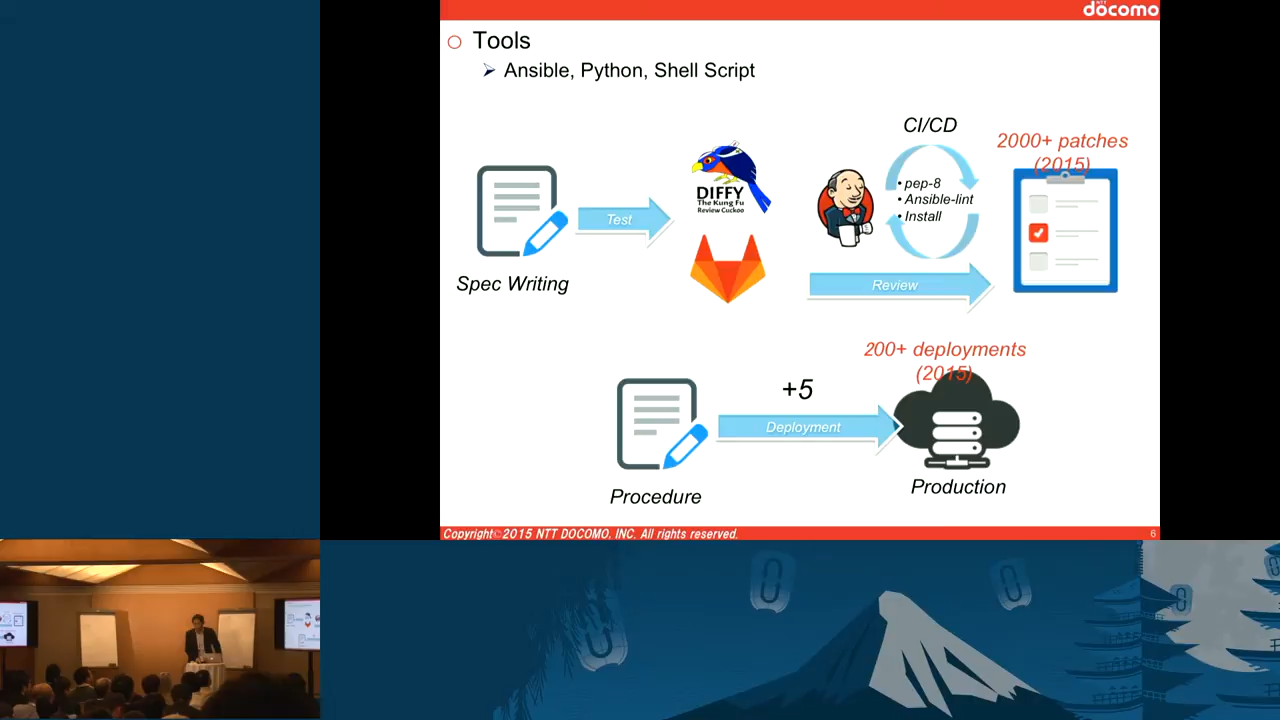 NTT
döcomo
Tools
Ansible, Python, Shell Script
CI/CD
2000+ patches
(2015)
DIFFY
The Kung Fu
Review Cuckoo
• pep-8
• Ansible-lint
• Install
Test
Spec Writing
Review
200+ deployments
(2015)
+5
Deployment
Procedure
Production
Copyright©2015 NTT DOCOMO, INC. All rights reserved.
6